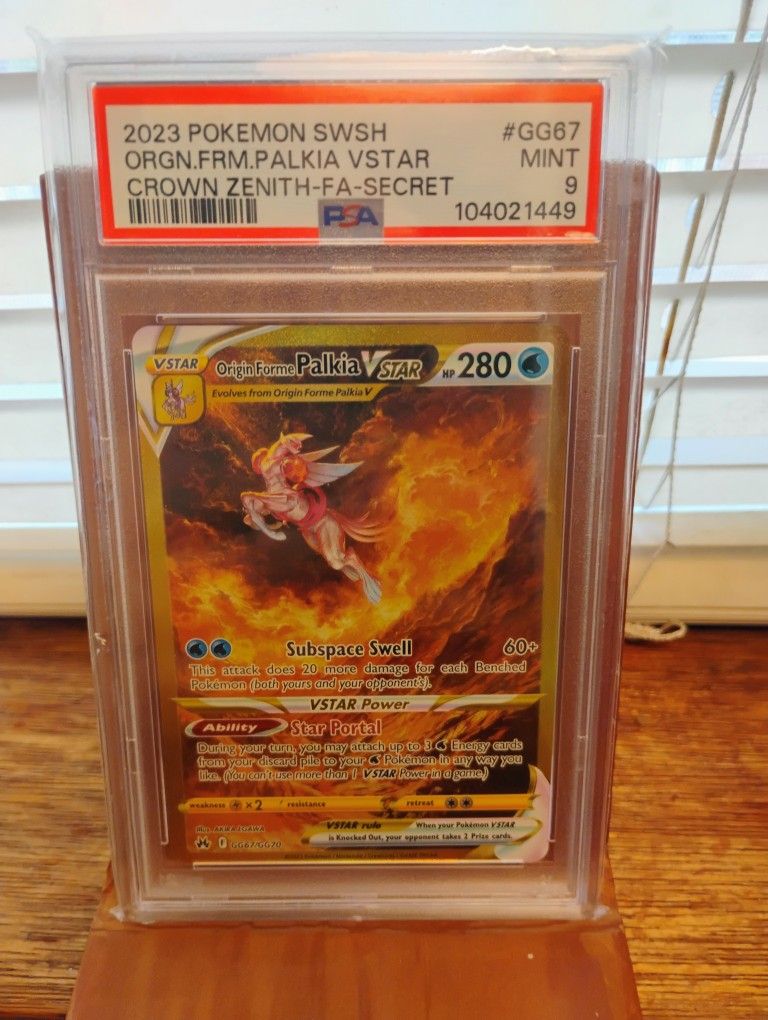 2023 POKEMON SWSH #GG67
ORGN.FRM.PALKIA VSTAR MINT
CROWN ZENITH-FA-SECRET 9
PSA 104021449
VSTAR Origin Forme Palkia VSTAR HP 280
Evolves from Origin Forme Palkia V
Subspace Swell 60+
This attack does 20 more damage for each Benched
Pokémon (both yours and your opponent's).
VSTAR Power
Ability Star Portal
During your turn, you may attach up to 3 Energy cards
from your discard pile to your Pokémon in any way you
like. (You can't use more than 1 VSTAR Power in a game.)
weakness ×2 resistance retreat
VSTAR rule When your Pokémon VSTAR
is Knocked Out, your opponent takes 2 Prize cards.
Illus. AKIRA EGAWA
GG67/GG70